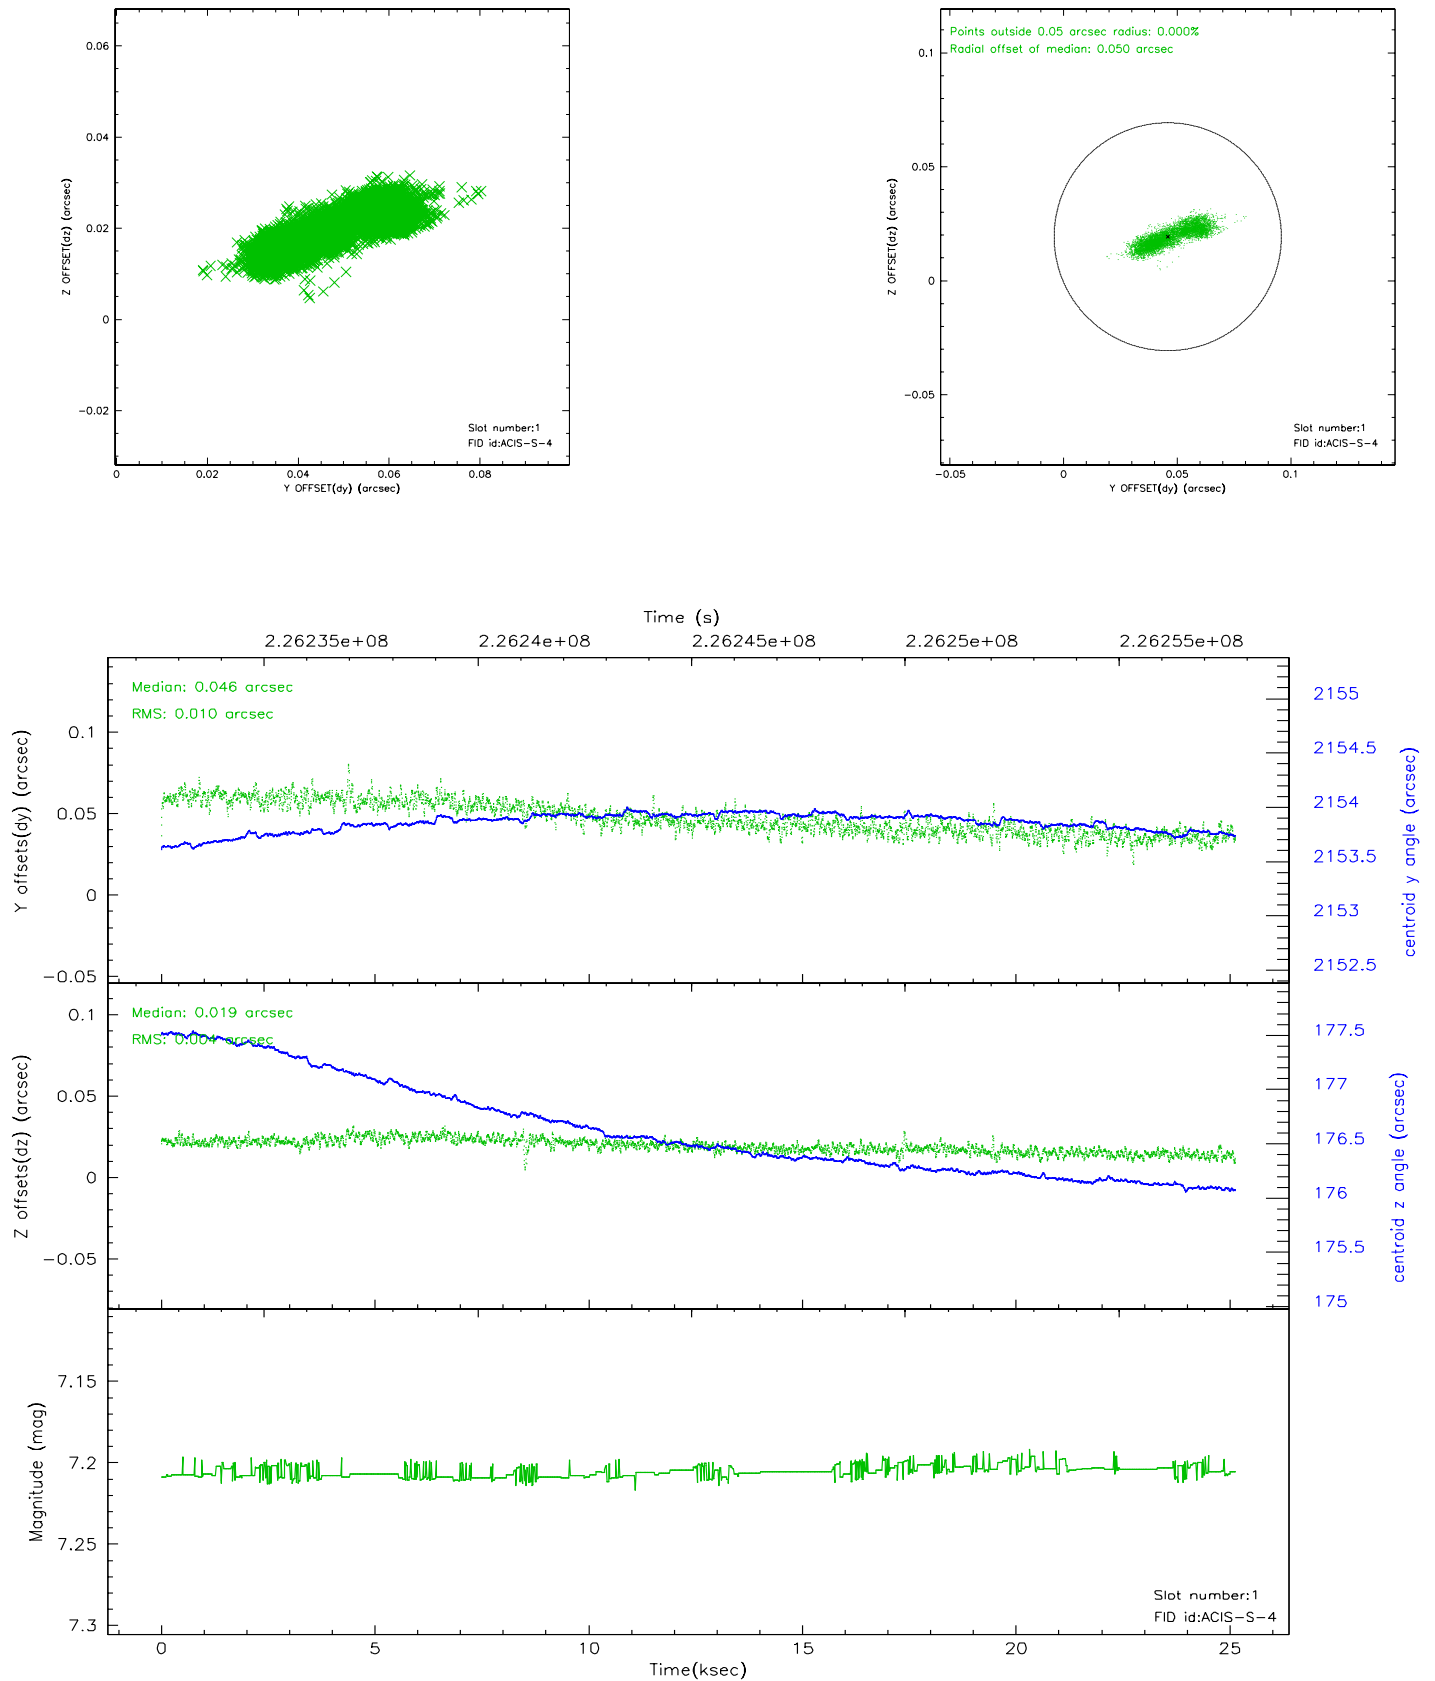 0.06
0.04
0.02
0
−0.02
Z OFFSET(dz) (arcsec)
Slot number:1
FID id:ACIS−S−4
0 0.02 0.04 0.06 0.08
Y OFFSET(dy) (arcsec)
Points outside 0.05 arcsec radius: 0.000%
Radial offset of median: 0.050 arcsec
0.1
0.05
0
−0.05
Z OFFSET(dz) (arcsec)
Slot number:1
FID id:ACIS−S−4
−0.05 0 0.05 0.1
Y OFFSET(dy) (arcsec)
Time (s)
2.26235e+08 2.2624e+08 2.26245e+08 2.2625e+08 2.26255e+08
Median: 0.046 arcsec
RMS: 0.010 arcsec
0.1
0.05
0
−0.05
Y offsets(dy) (arcsec)
2155
2154.5
2154
2153.5
2153
2152.5
centroid y angle (arcsec)
Median: 0.019 arcsec
RMS: 0.004 arcsec
0.1
0.05
0
−0.05
Z offsets(dz) (arcsec)
177.5
177
176.5
176
175.5
175
centroid z angle (arcsec)
7.15
7.2
7.25
7.3
Magnitude (mag)
Slot number:1
FID id:ACIS−S−4
0 5 10 15 20 25
Time(ksec)